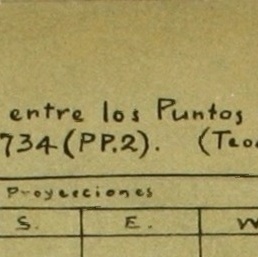 entre los Puntos
734 (PP.2). (Teo
Proyecciones
S. E. W